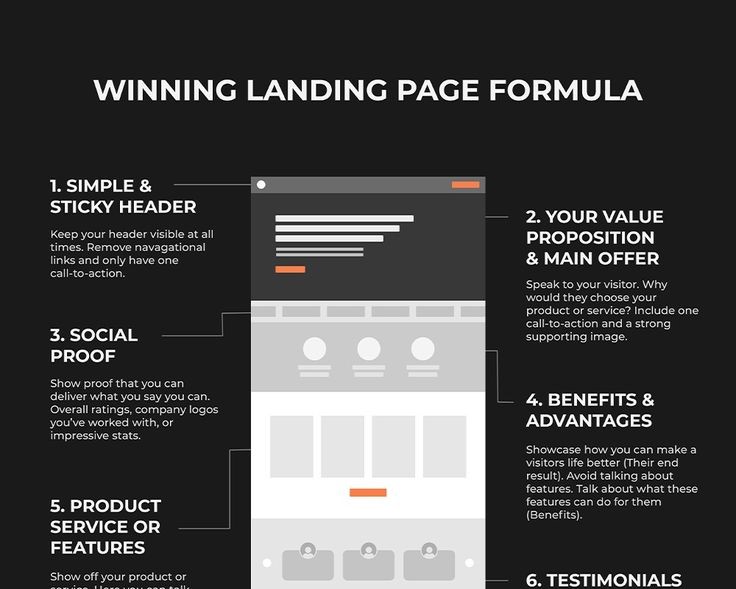 WINNING LANDING PAGE FORMULA
1. SIMPLE &
STICKY HEADER
Keep your header visible at all
times. Remove navagational
links and only have one
call-to-action.
2. YOUR VALUE
PROPOSITION
& MAIN OFFER
Speak to your visitor. Why
would they choose your
product or service? Include one
call-to-action and a strong
supporting image.
3. SOCIAL
PROOF
Show proof that you can
deliver what you say you can.
Overall ratings, company logos
you've worked with, or
impressive stats.
4. BENEFITS &
ADVANTAGES
Showcase how you can make a
visitors life better (Their end
result). Avoid talking about
features. Talk about what these
features can do for them
(Benefits).
5. PRODUCT
SERVICE OR
FEATURES
Show off your product or
service. Here you can talk
6. TESTIMONIALS